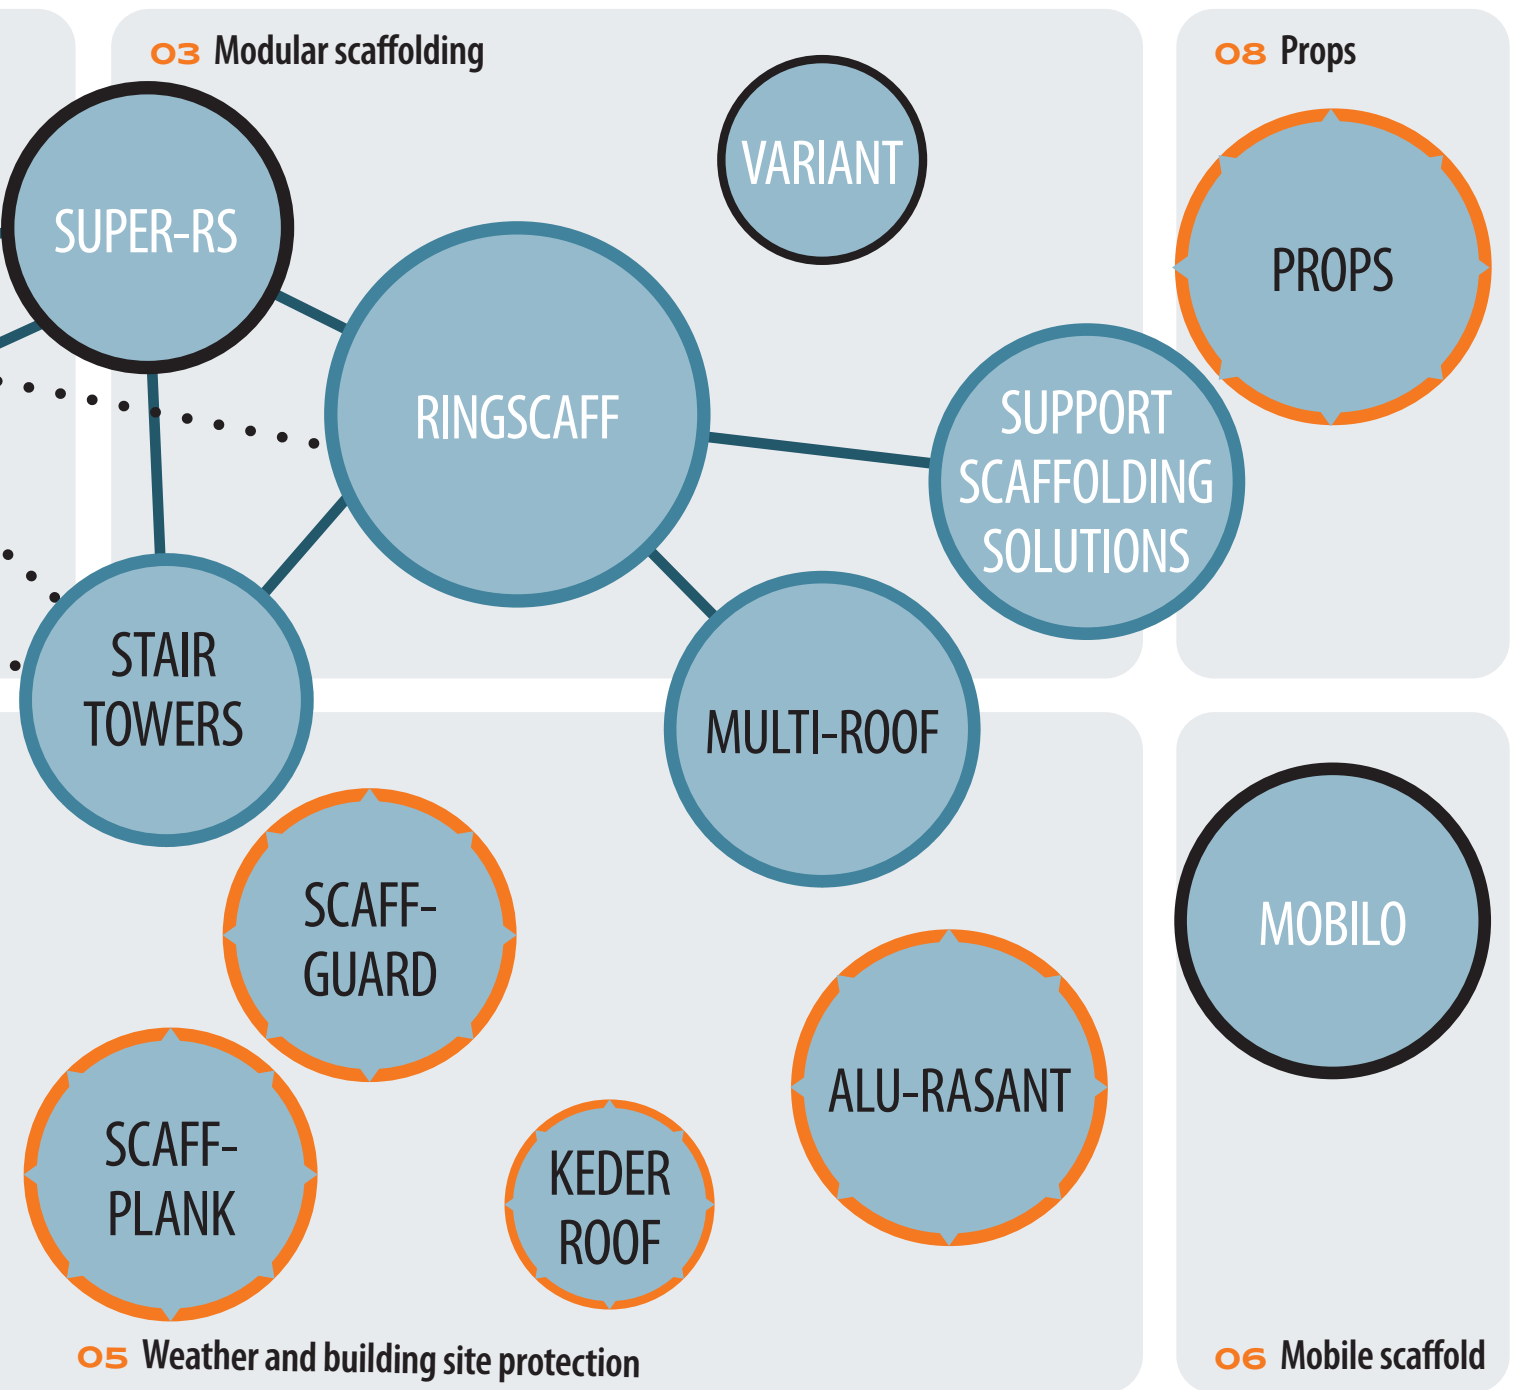 03 Modular scaffolding
08 Props
VARIANT
SUPER-RS
PROPS
RINGSCAFF
SUPPORT
SCAFFOLDING
SOLUTIONS
STAIR
TOWERS
MULTI-ROOF
SCAFF-
GUARD
MOBILO
ALU-RASANT
SCAFF-
PLANK
KEDER
ROOF
05 Weather and building site protection
06 Mobile scaffold